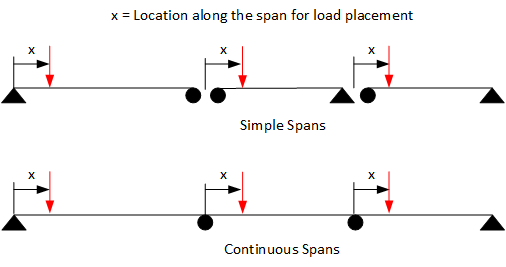 x = Location along the span for load placement
x x x
Simple Spans
x x x
Continuous Spans